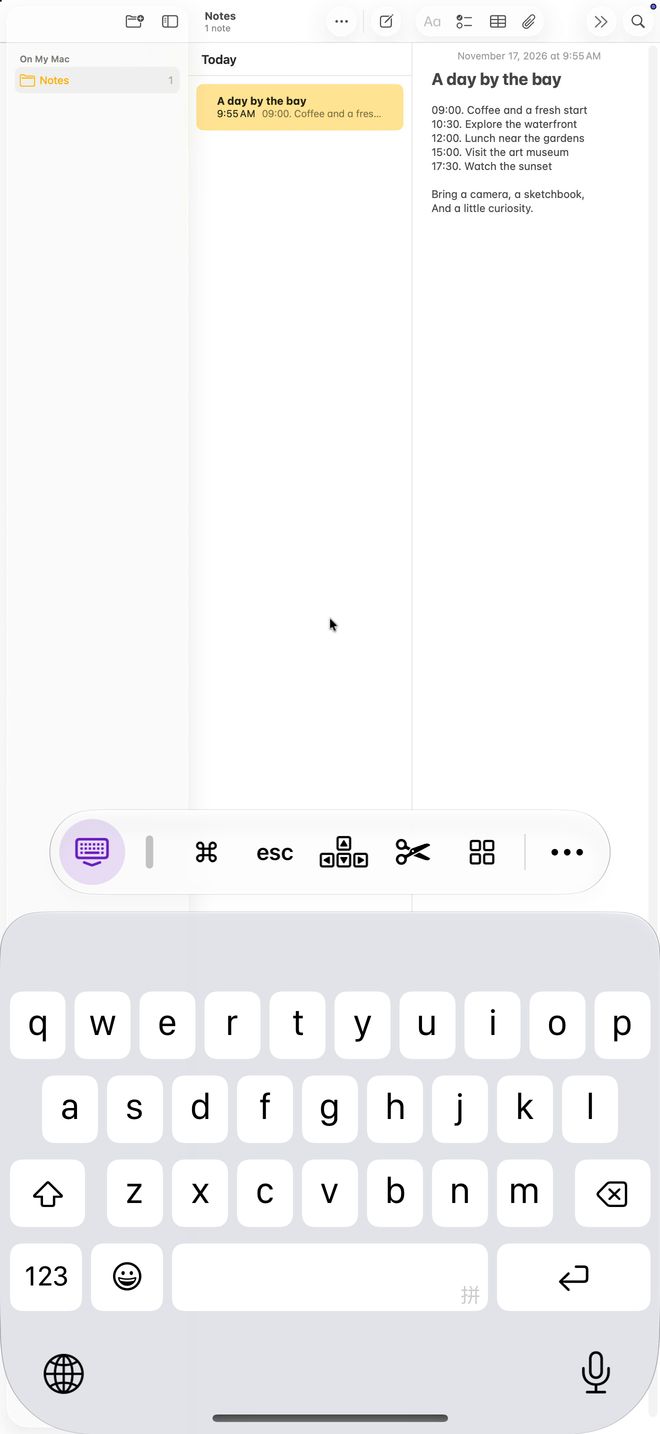 Notes
1 note
Aa
On My Mac
Notes 1
Today
A day by the bay
9:55 AM 09:00. Coffee and a fres...
November 17, 2026 at 9:55 AM
A day by the bay
09:00. Coffee and a fresh start
10:30. Explore the waterfront
12:00. Lunch near the gardens
15:00. Visit the art museum
17:30. Watch the sunset
Bring a camera, a sketchbook,
And a little curiosity.
esc
q w e r t y u i o p
a s d f g h j k l
z x c v b n m
123
拼